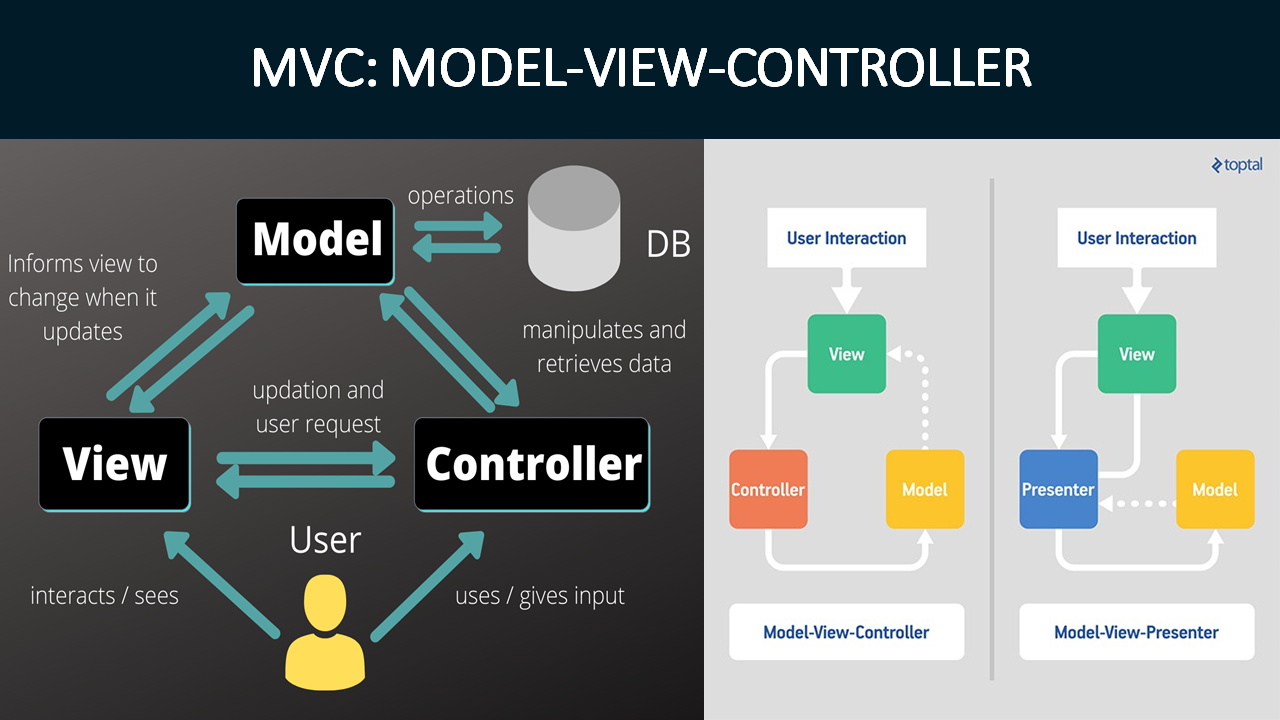 MVC: MODEL-VIEW-CONTROLLER
operations
Model
DB
Informs view to
change when it
updates
manipulates and
retrieves data
updation and
user request
View
Controller
User
interacts / sees
uses / gives input
toptal
User Interaction
View
Controller
Model
Model-View-Controller
User Interaction
View
Presenter
Model
Model-View-Presenter